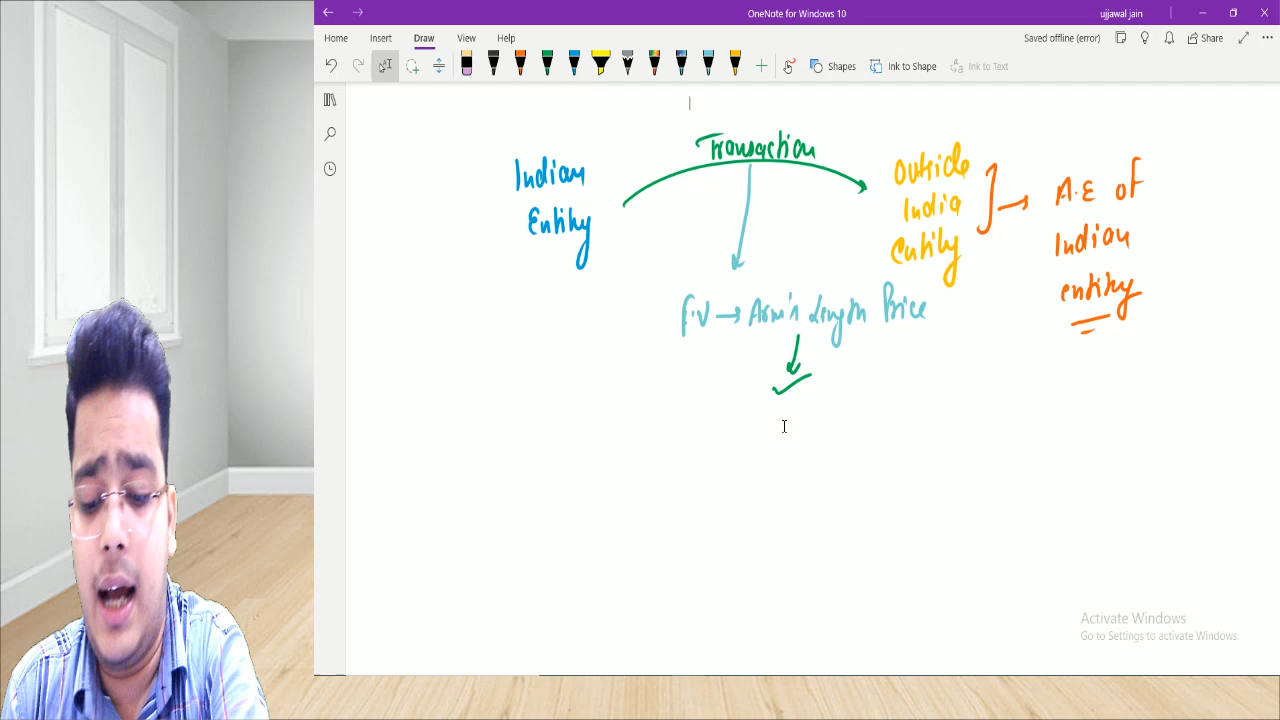 OneNote for Windows 10
ujjawal jain
Home Insert Draw View Help
Saved offline (error)
Share
Shapes
Ink to Shape
Ink to Text
Transaction
Indian
Entity
Outside
India
Entity
A.E of
Indian
entity
F.V → Arm's Length Price
Activate Windows
Go to Settings to activate Windows.